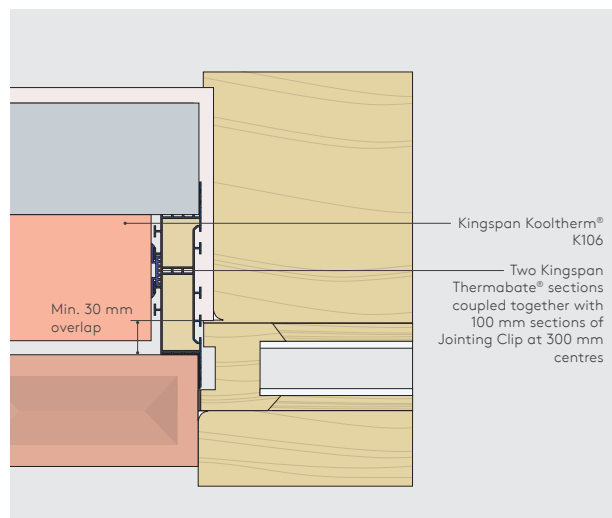 Kingspan Kooltherm®
K106
Two Kingspan
Thermabate® sections
coupled together with
100 mm sections of
Jointing Clip at 300 mm
centres
Min. 30 mm
overlap